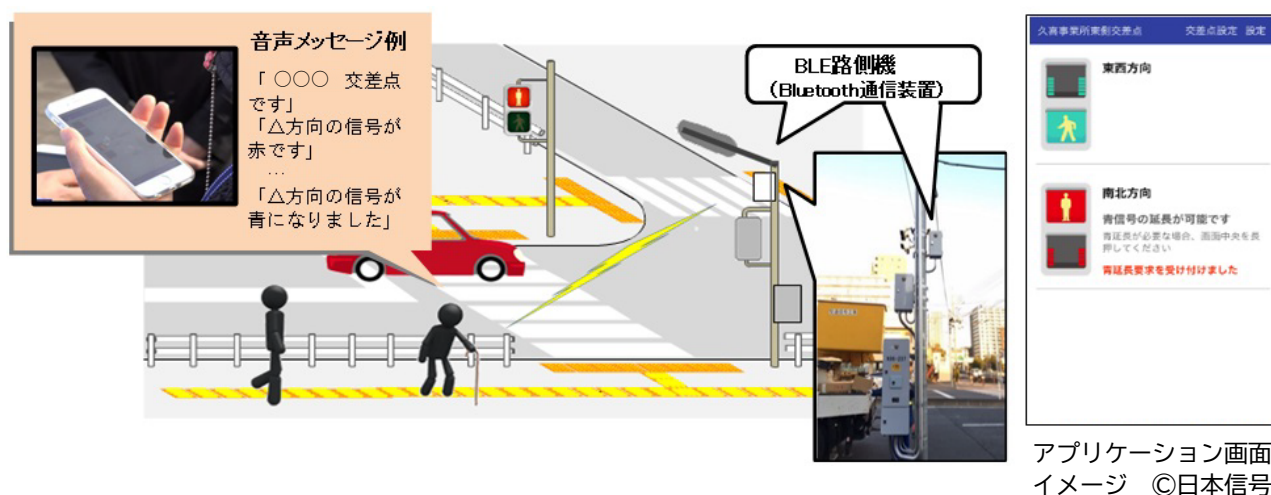 音声メッセージ例
「 ○○○ 交差点
です」
「△方向の信号が
赤です」
…
「△方向の信号が
青になりました」
BLE路側機
(Bluetooth通信装置)
久喜事業所東側交差点 交差点設定 設定
東西方向
南北方向
青信号の延長が可能です
青延長が必要な場合、画面中央を長
押してください
青延長要求を受け付けました
アプリケーション画面
イメージ ©日本信号